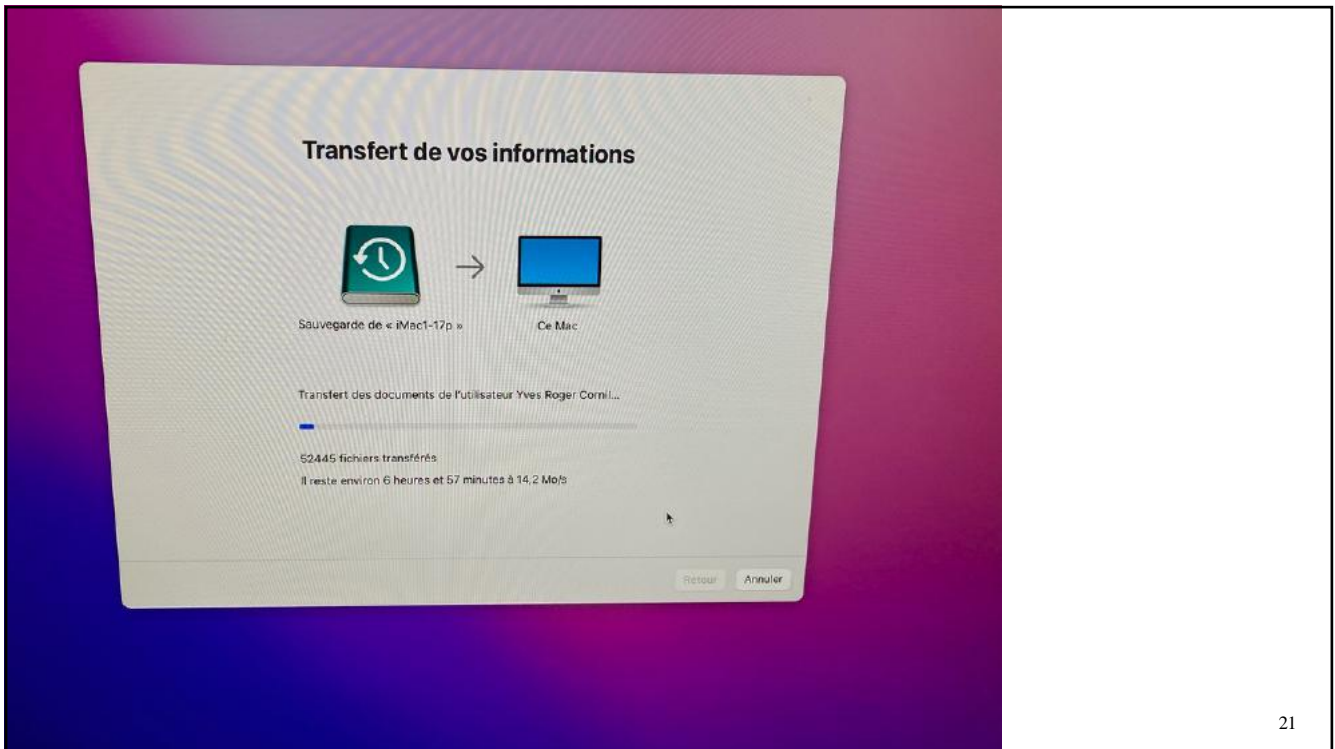 Transfert de vos informations
Sauvegarde de « iMac1-17p »
Ce Mac
Transfert des documents de l'utilisateur Yves Roger Cornil...
52445 fichiers transférés
Il reste environ 6 heures et 57 minutes à 14,2 Mo/s
Retour
Annuler
21